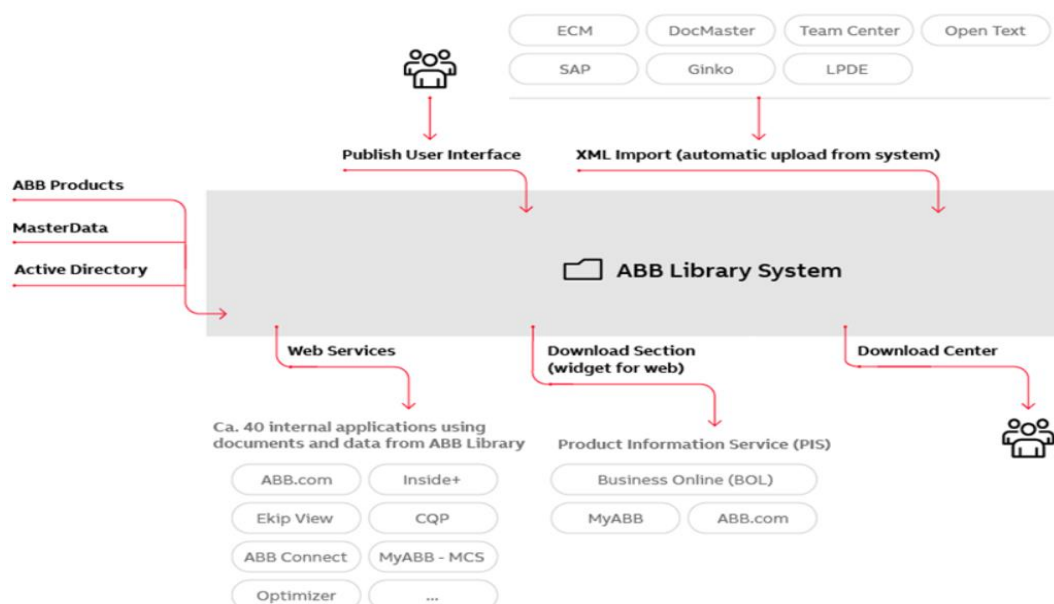 ECM
DocMaster
Team Center
Open Text
SAP
Ginko
LPDE
Publish User Interface
XML Import (automatic upload from system)
ABB Products
MasterData
Active Directory
ABB Library System
Web Services
Download Section
(widget for web)
Download Center
Ca. 40 internal applications using
documents and data from ABB Library
Product Information Service (PIS)
ABB.com
Inside+
Business Online (BOL)
Ekip View
CQP
MyABB
ABB.com
ABB Connect
MyABB - MCS
Optimizer
...